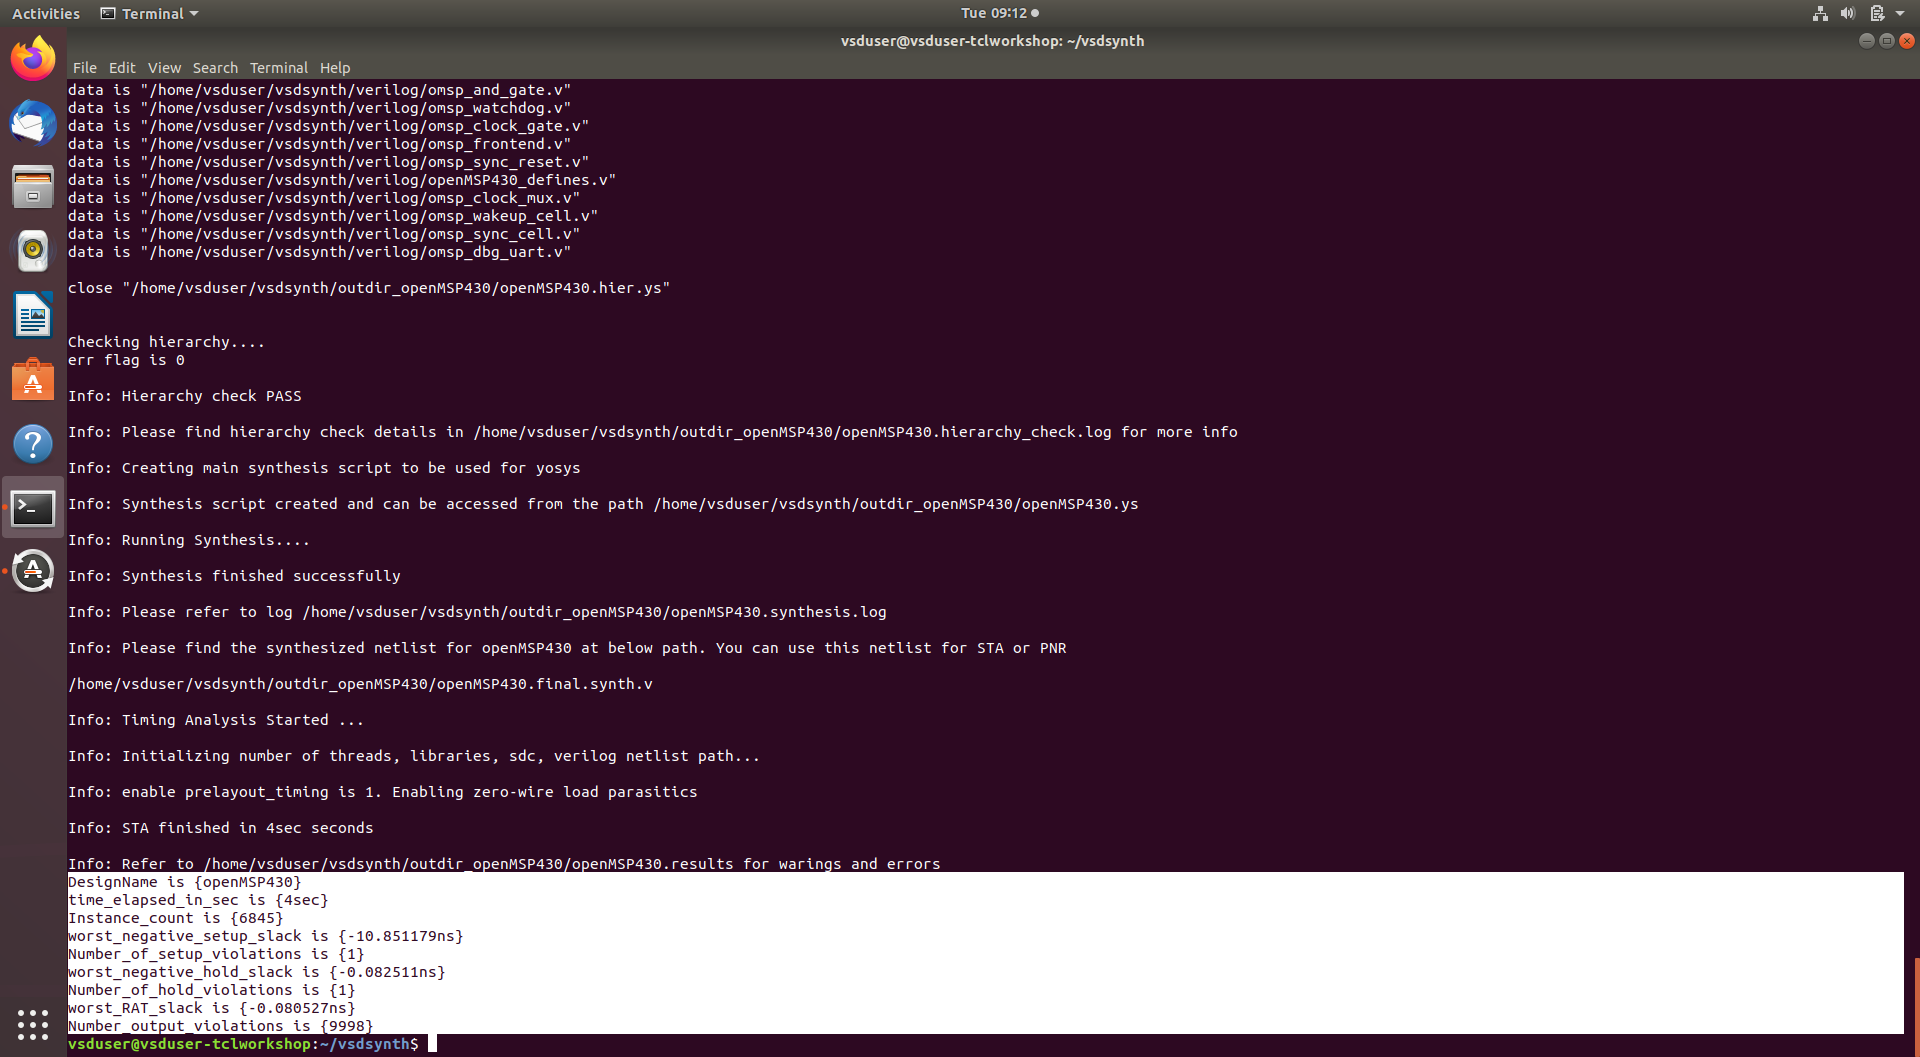 Activities Terminal Tue 09:12
vsduser@vsduser-tclworkshop: ~/vsdsynth
File Edit View Search Terminal Help
data is "/home/vsduser/vsdsynth/verilog/omsp_and_gate.v"
data is "/home/vsduser/vsdsynth/verilog/omsp_watchdog.v"
data is "/home/vsduser/vsdsynth/verilog/omsp_clock_gate.v"
data is "/home/vsduser/vsdsynth/verilog/omsp_frontend.v"
data is "/home/vsduser/vsdsynth/verilog/omsp_sync_reset.v"
data is "/home/vsduser/vsdsynth/verilog/openMSP430_defines.v"
data is "/home/vsduser/vsdsynth/verilog/omsp_clock_mux.v"
data is "/home/vsduser/vsdsynth/verilog/omsp_wakeup_cell.v"
data is "/home/vsduser/vsdsynth/verilog/omsp_sync_cell.v"
data is "/home/vsduser/vsdsynth/verilog/omsp_dbg_uart.v"
close "/home/vsduser/vsdsynth/outdir_openMSP430/openMSP430.hier.ys"
Checking hierarchy....
err flag is 0
Info: Hierarchy check PASS
Info: Please find hierarchy check details in /home/vsduser/vsdsynth/outdir_openMSP430/openMSP430.hierarchy_check.log for more info
Info: Creating main synthesis script to be used for yosys
Info: Synthesis script created and can be accessed from the path /home/vsduser/vsdsynth/outdir_openMSP430/openMSP430.ys
Info: Running Synthesis....
Info: Synthesis finished successfully
Info: Please refer to log /home/vsduser/vsdsynth/outdir_openMSP430/openMSP430.synthesis.log
Info: Please find the synthesized netlist for openMSP430 at below path. You can use this netlist for STA or PNR
/home/vsduser/vsdsynth/outdir_openMSP430/openMSP430.final.synth.v
Info: Timing Analysis Started ...
Info: Initializing number of threads, libraries, sdc, verilog netlist path...
Info: enable prelayout_timing is 1. Enabling zero-wire load parasitics
Info: STA finished in 4sec seconds
Info: Refer to /home/vsduser/vsdsynth/outdir_openMSP430/openMSP430.results for warings and errors
DesignName is {openMSP430}
time_elapsed_in_sec is {4sec}
Instance_count is {6845}
worst_negative_setup_slack is {-10.851179ns}
Number_of_setup_violations is {1}
worst_negative_hold_slack is {-0.082511ns}
Number_of_hold_violations is {1}
worst_RAT_slack is {-0.080527ns}
Number_output_violations is {9998}
vsduser@vsduser-tclworkshop:~/vsdsynth$